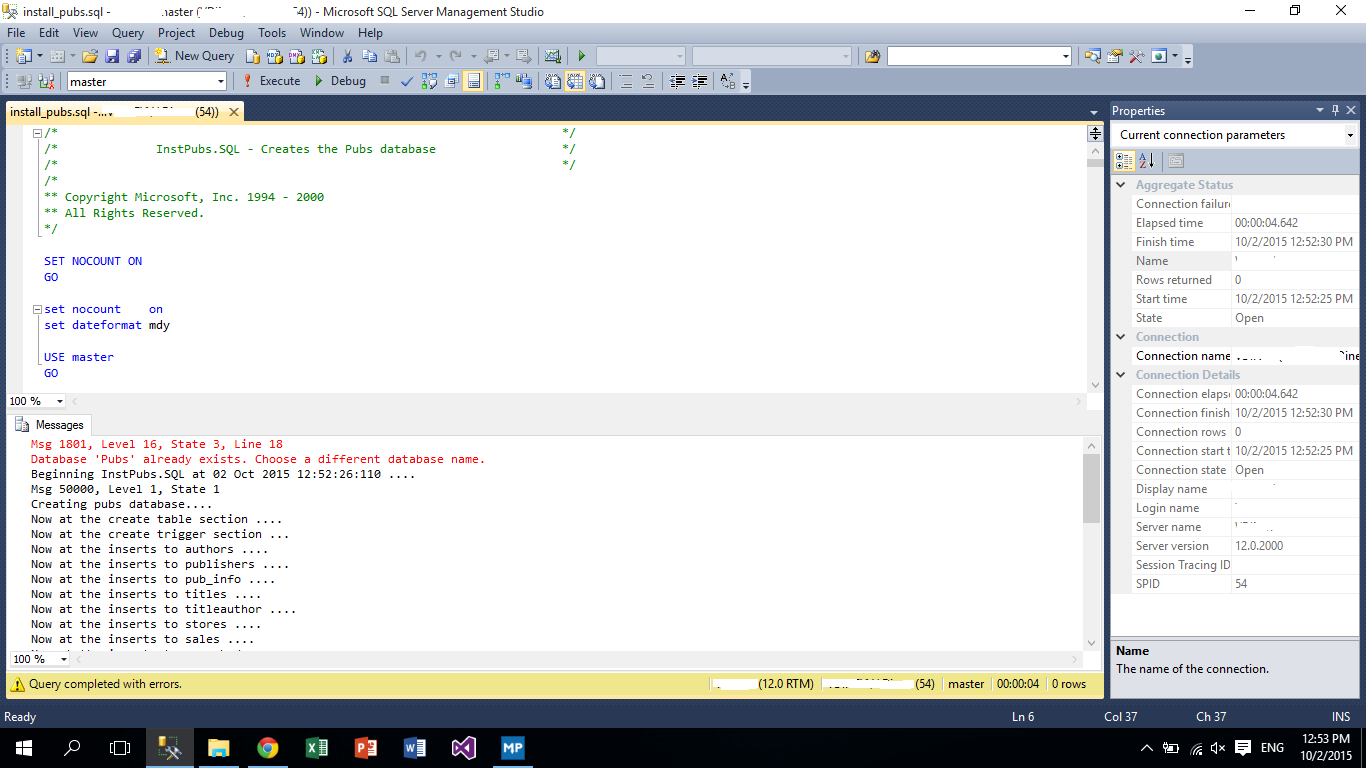 install_pubs.sql - master ( 54)) - Microsoft SQL Server Management Studio
File Edit View Query Project Debug Tools Window Help
New Query
master Execute Debug
install_pubs.sql -... (54))
/* */
/* InstPubs.SQL - Creates the Pubs database */
/* */
/*
** Copyright Microsoft, Inc. 1994 - 2000
** All Rights Reserved.
*/
SET NOCOUNT ON
GO
set nocount on
set dateformat mdy
USE master
GO
100 %
Messages
Msg 1801, Level 16, State 3, Line 18
Database 'Pubs' already exists. Choose a different database name.
Beginning InstPubs.SQL at 02 Oct 2015 12:52:26:110 ....
Msg 50000, Level 1, State 1
Creating pubs database....
Now at the create table section ....
Now at the create trigger section ...
Now at the inserts to authors ....
Now at the inserts to publishers ....
Now at the inserts to pub_info ....
Now at the inserts to titles ....
Now at the inserts to titleauthor ....
Now at the inserts to stores ....
Now at the inserts to sales ....
100 %
Query completed with errors. (12.0 RTM) (54) master 00:00:04 0 rows
Properties
Current connection parameters
Aggregate Status
Connection failure
Elapsed time 00:00:04.642
Finish time 10/2/2015 12:52:30 PM
Name
Rows returned 0
Start time 10/2/2015 12:52:25 PM
State Open
Connection
Connection name
Connection Details
Connection elaps 00:00:04.642
Connection finish 10/2/2015 12:52:30 PM
Connection rows 0
Connection start t 10/2/2015 12:52:25 PM
Connection state Open
Display name
Login name
Server name
Server version 12.0.2000
Session Tracing ID
SPID 54
Name
The name of the connection.
Ready Ln 6 Col 37 Ch 37 INS
MP
ENG
12:53 PM
10/2/2015